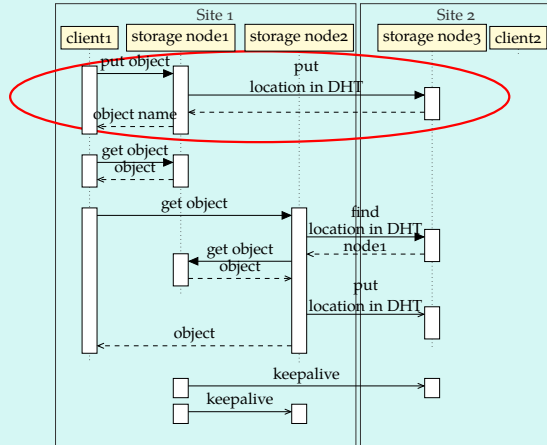 Site 1
Site 2
client1
storage node1
storage node2
storage node3
client2
put object
put
location in DHT
object name
get object
object
get object
find
location in DHT
get object
node1
object
put
location in DHT
object
keepalive
keepalive